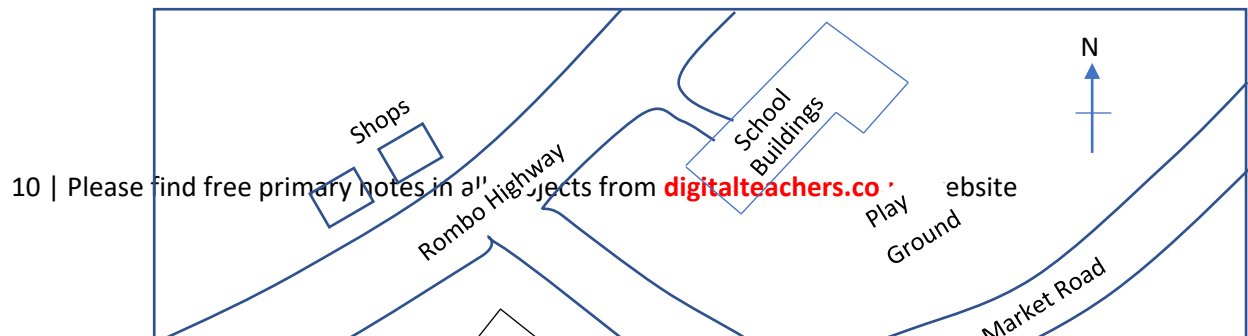 N
Shops
School
Buildings
Rombo Highway
10 | Please find free primary notes in all from digitalteachers.co ebsite
Play
Ground
Market Road